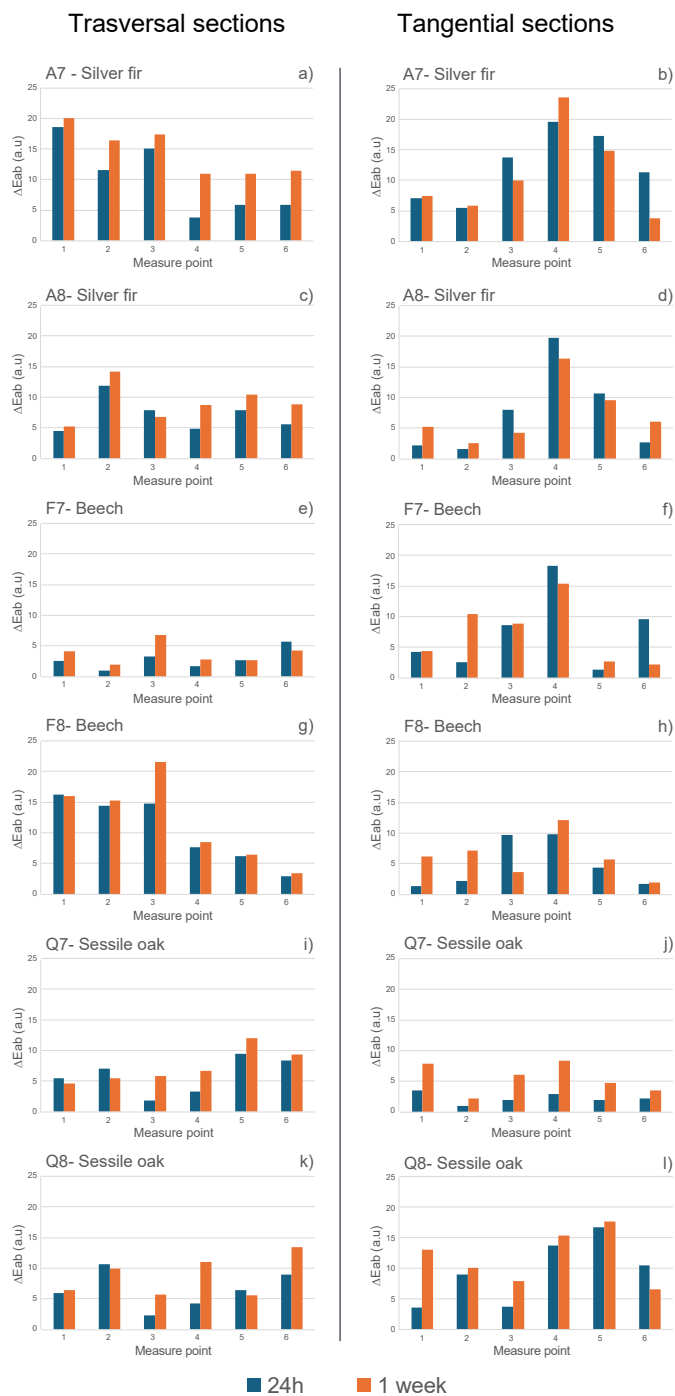 Trasversal sections
Tangential sections
A7 - Silver fir a)
25
20
15
10
5
0
ΔEab (a.u)
1 2 3 4 5 6
Measure point
A7- Silver fir b)
25
20
15
10
5
0
ΔEab (a.u)
1 2 3 4 5 6
Measure point
A8- Silver fir c)
25
20
15
10
5
0
ΔEab (a.u)
1 2 3 4 5 6
Measure point
A8- Silver fir d)
25
20
15
10
5
0
ΔEab (a.u)
1 2 3 4 5 6
Measure point
F7- Beech e)
25
20
15
10
5
0
ΔEab (a.u)
1 2 3 4 5 6
Measure point
F7- Beech f)
25
20
15
10
5
0
ΔEab (a.u)
1 2 3 4 5 6
Measure point
F8- Beech g)
25
20
15
10
5
0
ΔEab (a.u)
1 2 3 4 5 6
Measure point
F8- Beech h)
25
20
15
10
5
0
ΔEab (a.u)
1 2 3 4 5 6
Measure point
Q7- Sessile oak i)
25
20
15
10
5
0
ΔEab (a.u)
1 2 3 4 5 6
Measure point
Q7- Sessile oak j)
25
20
15
10
5
0
ΔEab (a.u)
1 2 3 4 5 6
Measure point
Q8- Sessile oak k)
25
20
15
10
5
0
ΔEab (a.u)
1 2 3 4 5 6
Measure point
Q8- Sessile oak l)
25
20
15
10
5
0
ΔEab (a.u)
1 2 3 4 5 6
Measure point
24h
1 week